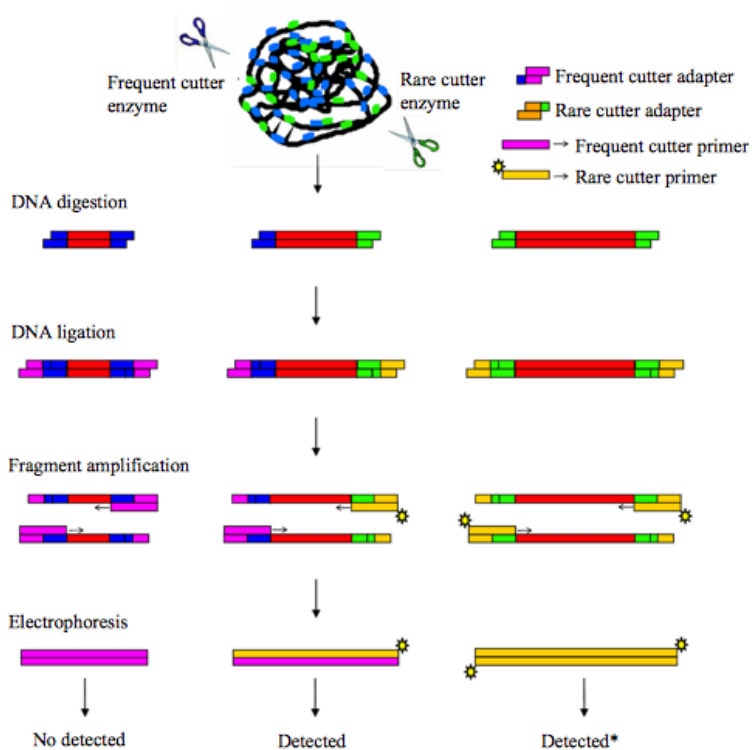 Frequent cutter
enzyme
Rare cutter
enzyme
Frequent cutter adapter
Rare cutter adapter
Frequent cutter primer
Rare cutter primer
DNA digestion
DNA ligation
Fragment amplification
Electrophoresis
No detected
Detected
Detected*